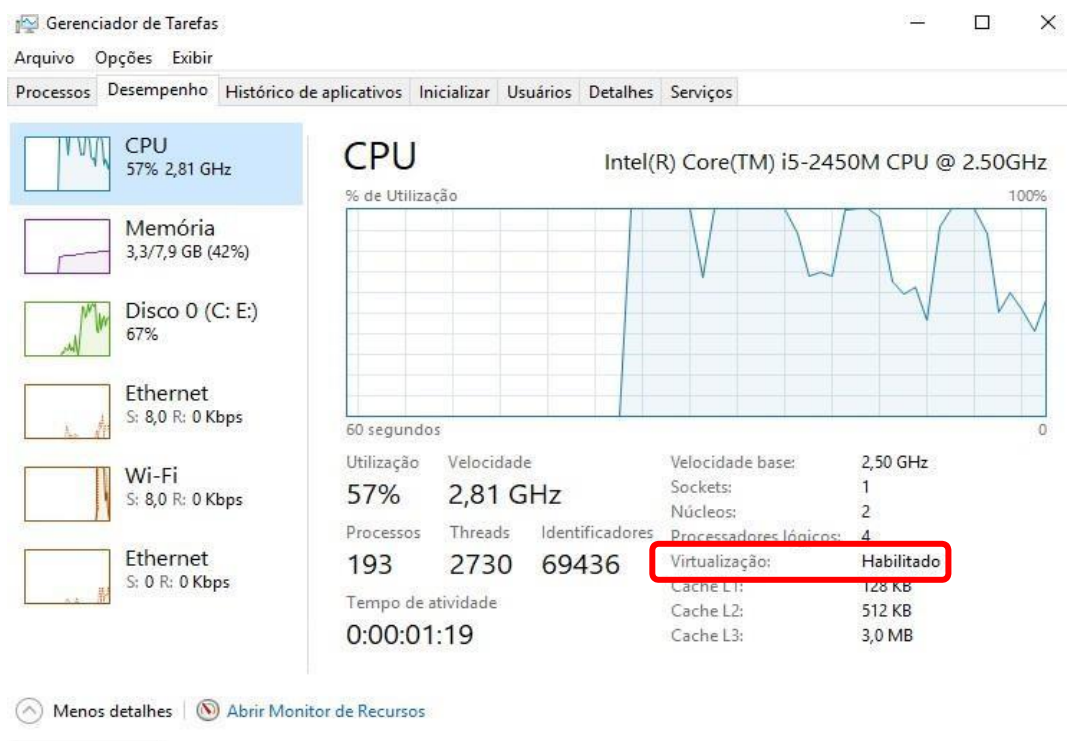 Gerenciador de Tarefas
Arquivo Opções Exibir
Processos Desempenho Histórico de aplicativos Inicializar Usuários Detalhes Serviços
CPU
57% 2,81 GHz
Memória
3,3/7,9 GB (42%)
Disco 0 (C: E:)
67%
Ethernet
S: 8,0 R: 0 Kbps
Wi-Fi
S: 8,0 R: 0 Kbps
Ethernet
S: 0 R: 0 Kbps
CPU Intel(R) Core(TM) i5-2450M CPU @ 2.50GHz
% de Utilização 100%
60 segundos 0
Utilização Velocidade
57% 2,81 GHz
Processos Threads Identificadores
193 2730 69436
Tempo de atividade
0:00:01:19
Velocidade base: 2,50 GHz
Sockets: 1
Núcleos: 2
Processadores lógicos: 4
Virtualização: Habilitado
Cache L1: 128 KB
Cache L2: 512 KB
Cache L3: 3,0 MB
Menos detalhes Abrir Monitor de Recursos